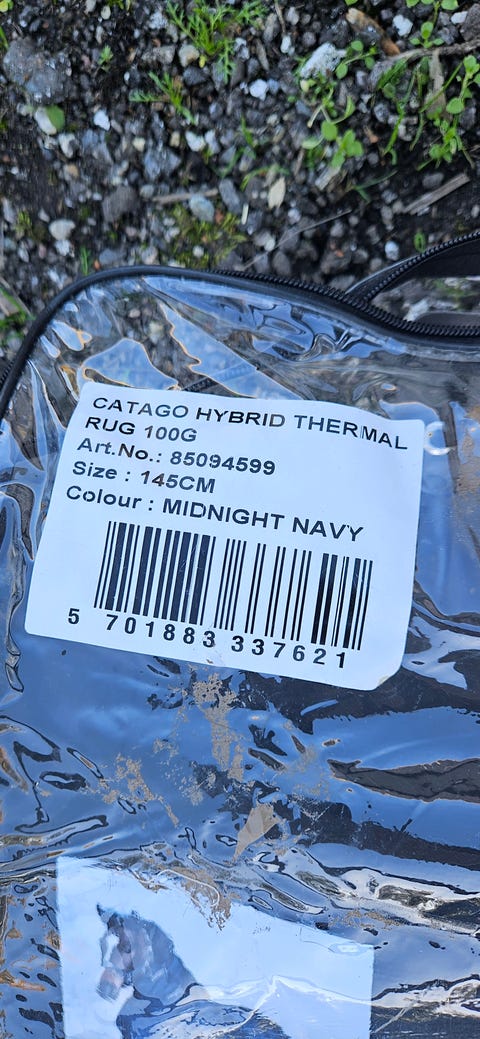 CATAGO HYBRID THERMAL
RUG 100G
Art.No.: 85094599
Size : 145CM
Colour : MIDNIGHT NAVY
5 701883 337621